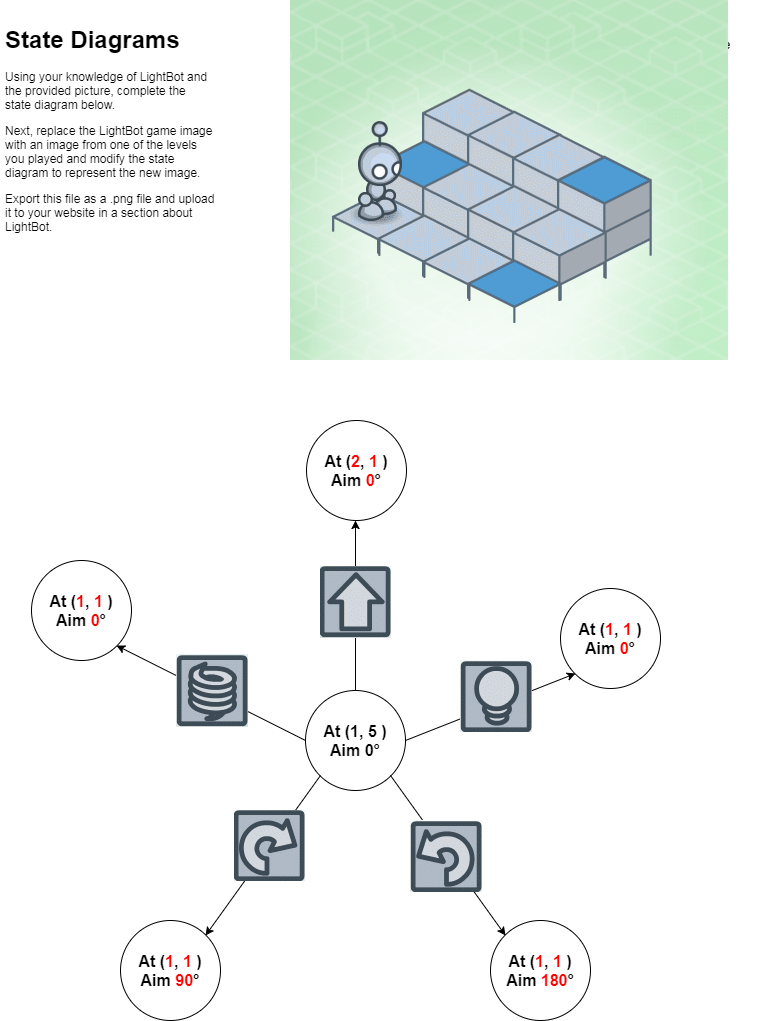 State Diagrams
e
Using your knowledge of LightBot and
the provided picture, complete the
state diagram below.
Next, replace the LightBot game image
with an image from one of the levels
you played and modify the state
diagram to represent the new image.
Export this file as a .png file and upload
it to your website in a section about
LightBot.
At (2, 1 )
Aim 0°
At (1, 1 )
Aim 0°
At (1, 1 )
Aim 0°
At (1, 5 )
Aim 0°
At (1, 1 )
Aim 90°
At (1, 1 )
Aim 180°